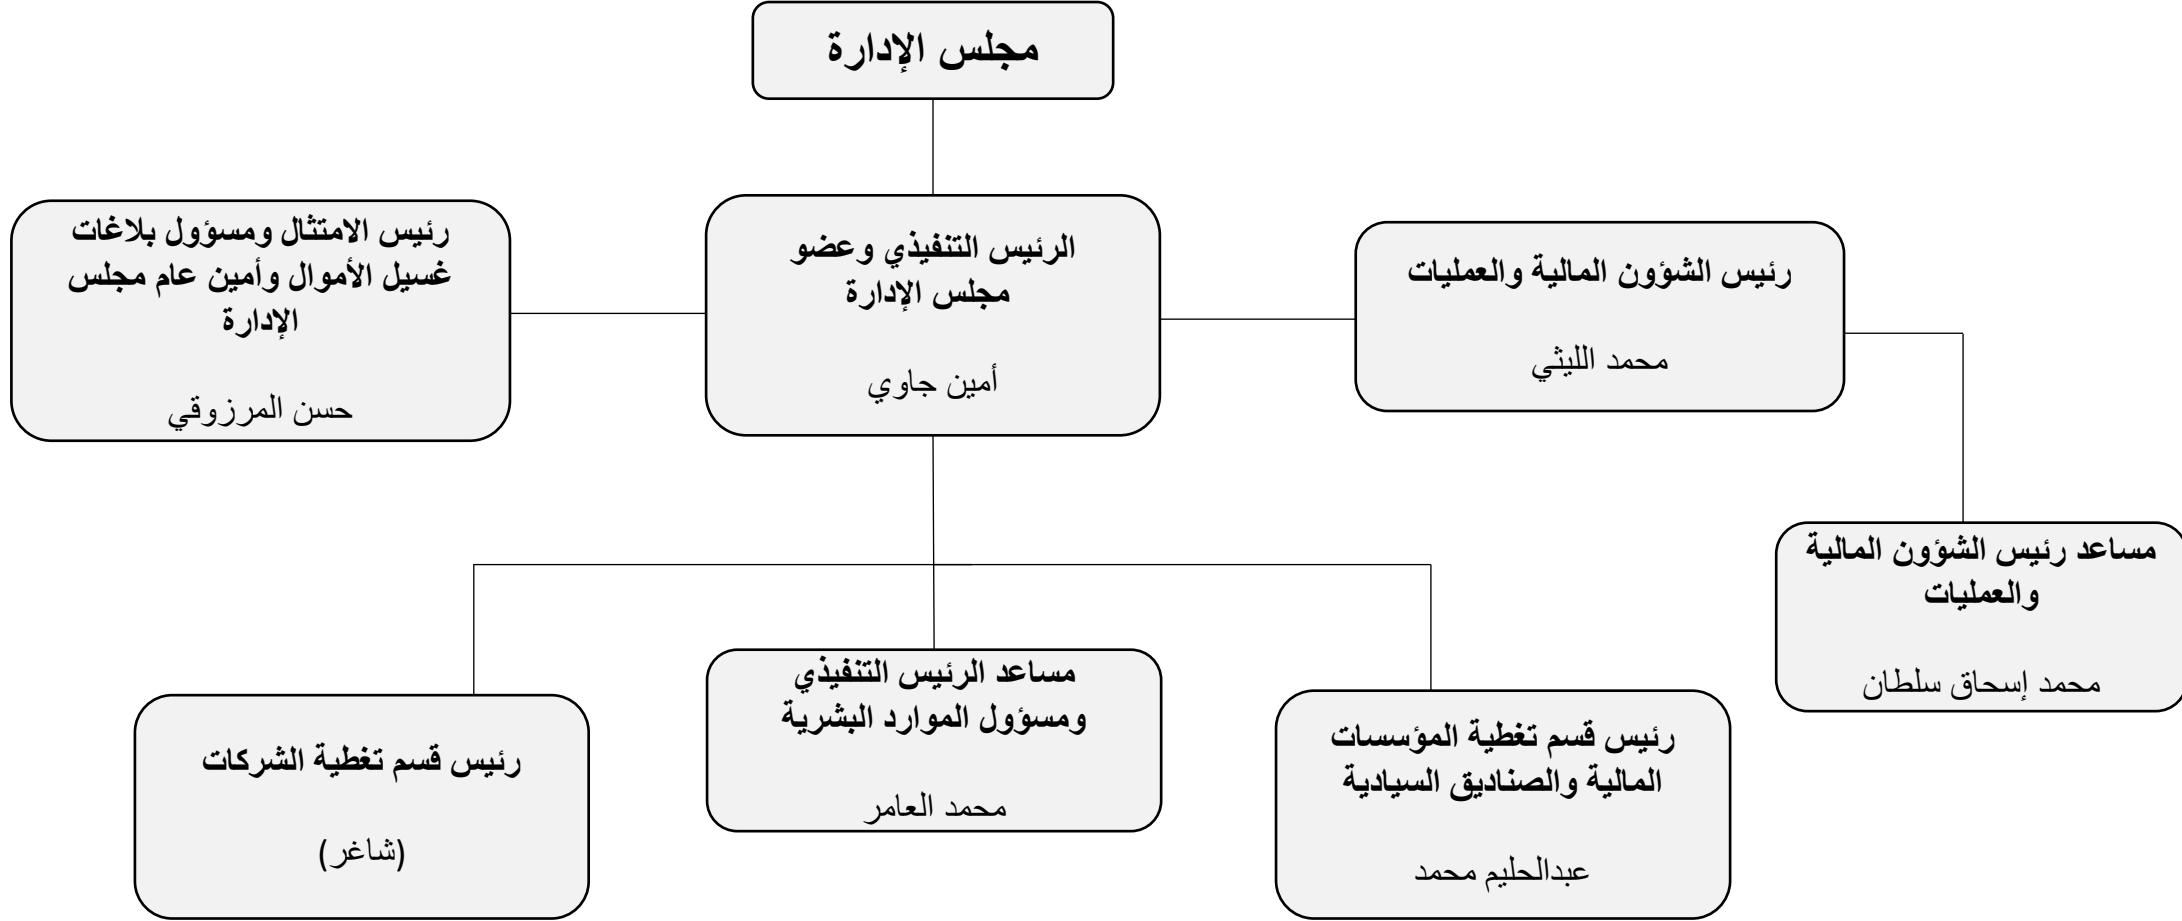 مجلس الإدارة
الرئيس التنفيذي وعضو
مجلس الإدارة
أمين جاوي
رئيس الشؤون المالية والعمليات
محمد الليثي
رئيس الامتثال ومسؤول بلاغات
غسيل الأموال وأمين عام مجلس
الإدارة
حسن المرزوقي
مساعد رئيس الشؤون المالية
والعمليات
محمد إسحاق سلطان
رئيس قسم تغطية المؤسسات
المالية والصناديق السيادية
عبدالحليم محمد
مساعد الرئيس التنفيذي
ومسؤول الموارد البشرية
محمد العامر
رئيس قسم تغطية الشركات
(شاغر)